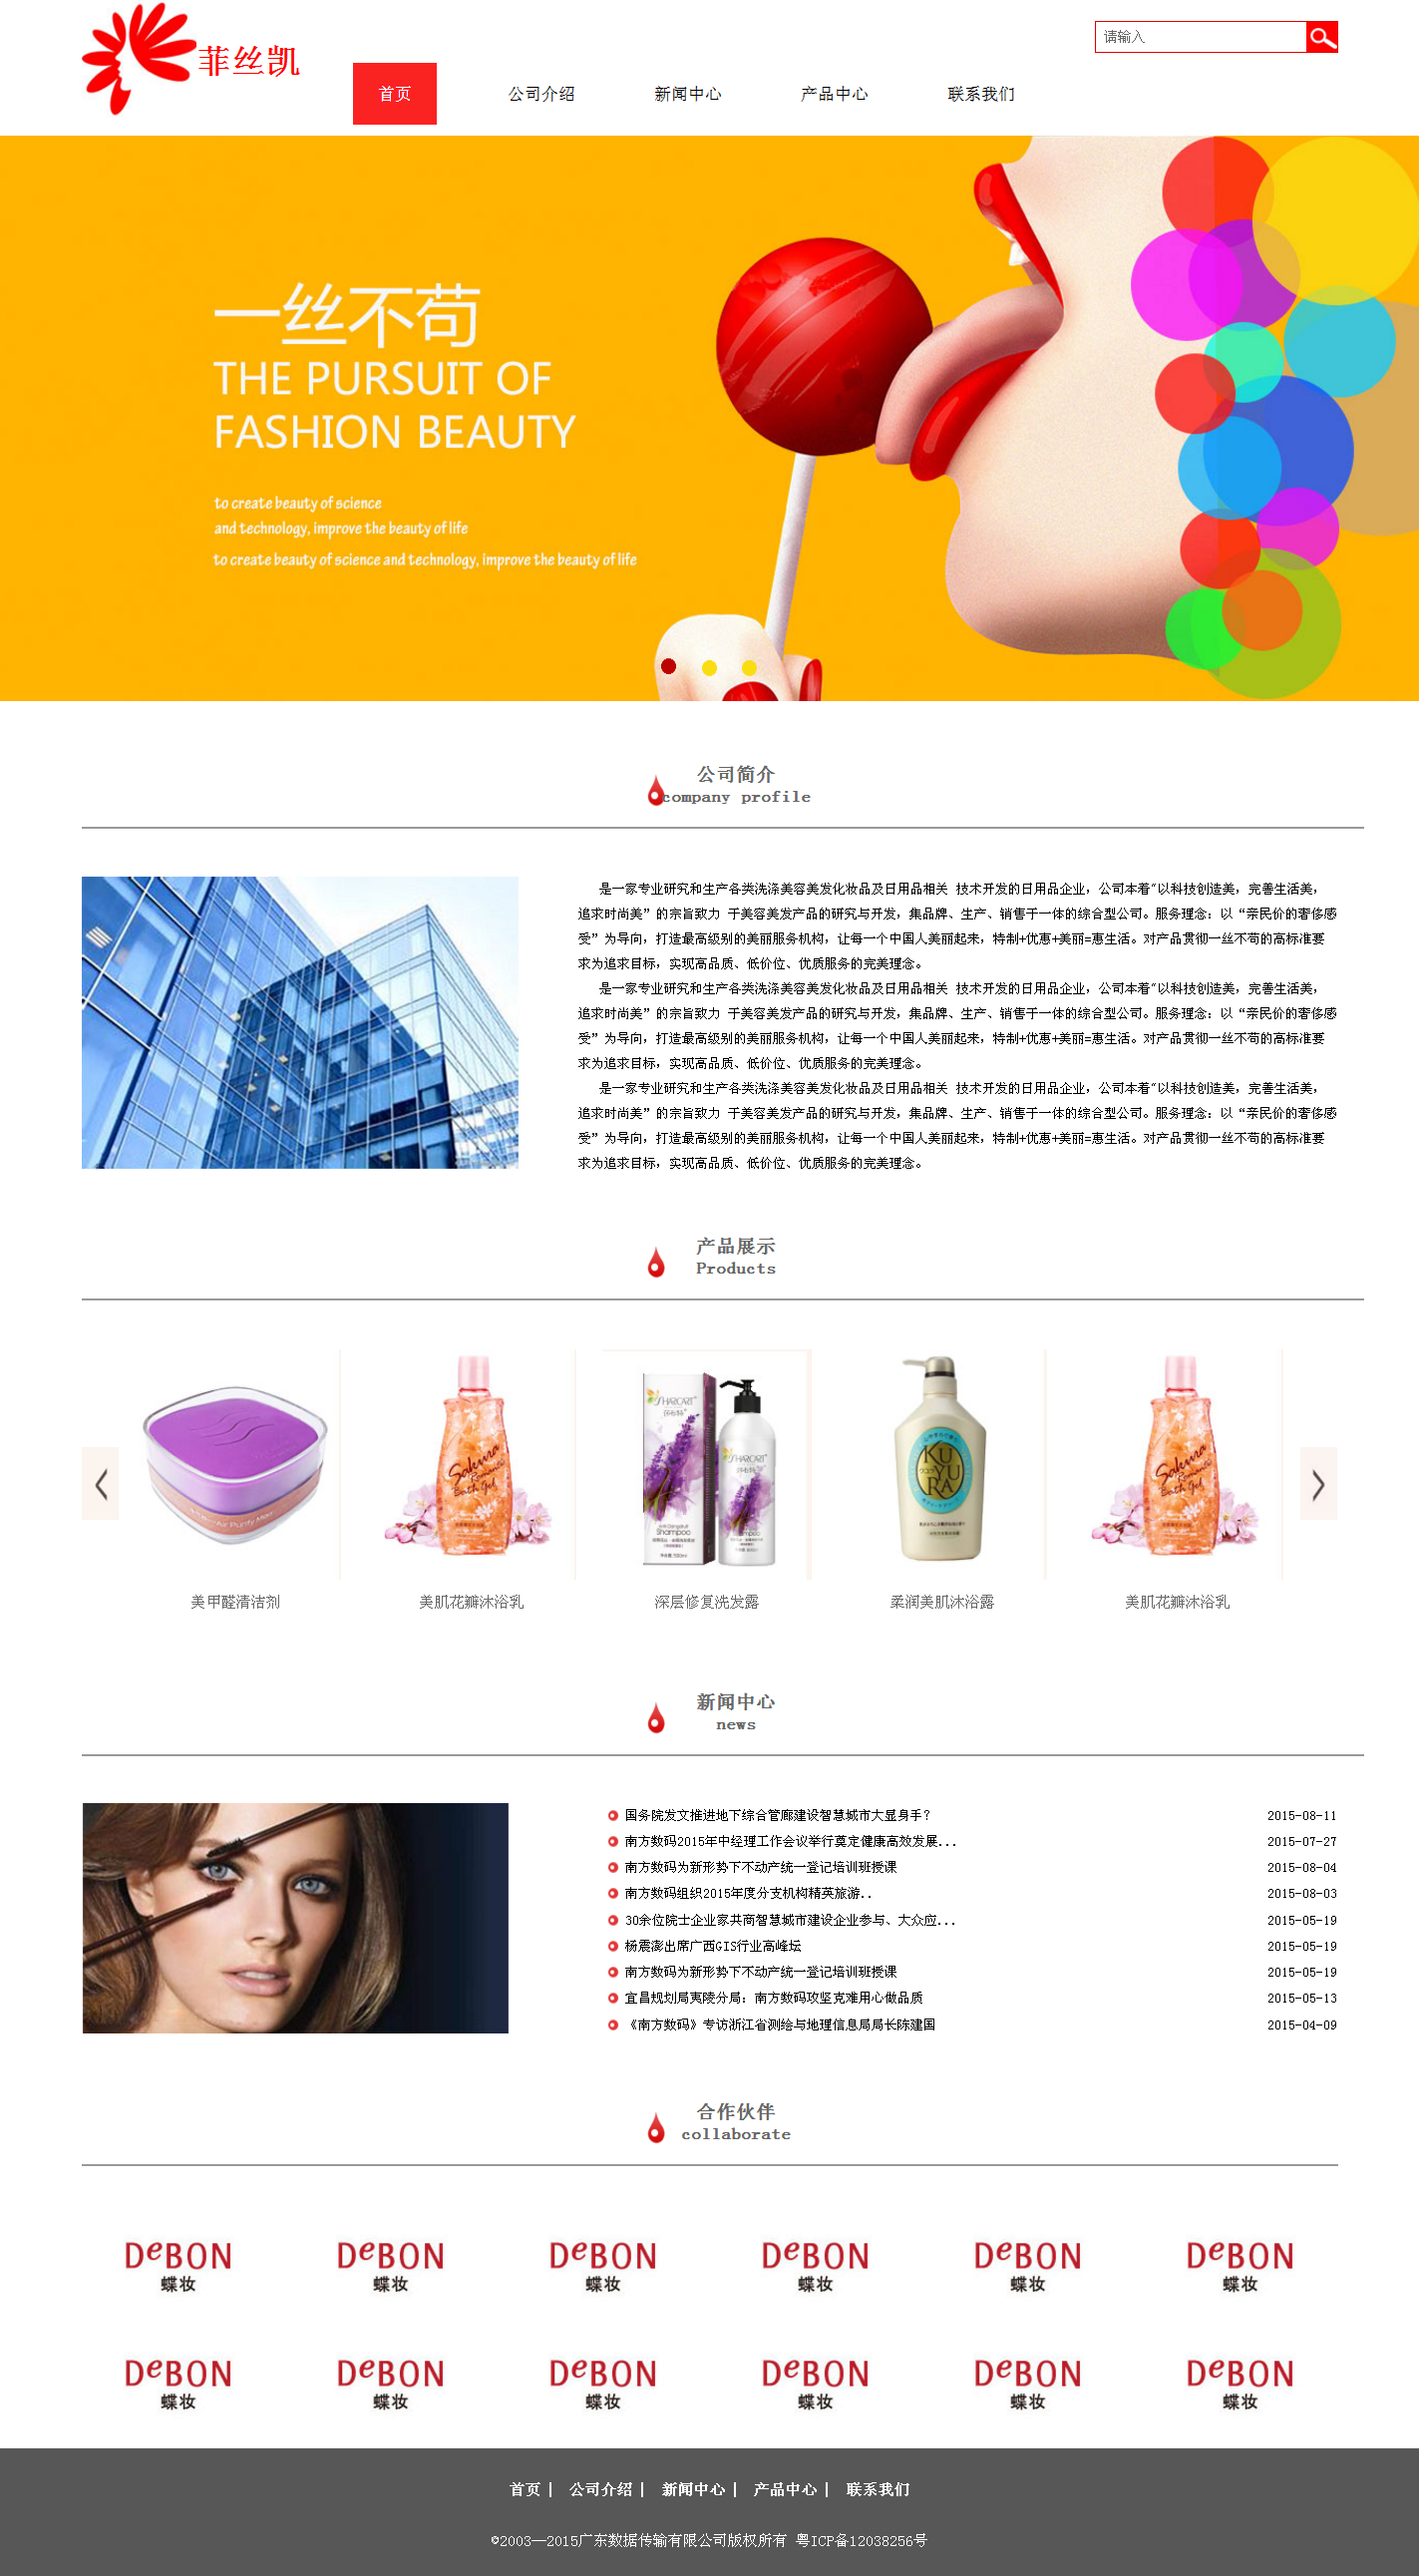 菲丝凯
请输入
首页 公司介绍 新闻中心 产品中心 联系我们
一丝不苟
THE PURSUIT OF
FASHION BEAUTY
to create beauty of science
and technology, improve the beauty of life
to create beauty of science and technology, improve the beauty of life
公司简介
company profile
是一家专业研究和生产各类洗涤美容美发化妆品及日用品相关 技术开发的日用品企业，公司本着"以科技创造美，完善生活美，
追求时尚美”的宗旨致力 于美容美发产品的研究与开发，集品牌、生产、销售于一体的综合型公司。服务理念：以“亲民价的奢侈感
受”为导向，打造最高级别的美丽服务机构，让每一个中国人美丽起来，特制+优惠+美丽=惠生活。对产品贯彻一丝不苟的高标准要
求为追求目标，实现高品质、低价位、优质服务的完美理念。
是一家专业研究和生产各类洗涤美容美发化妆品及日用品相关 技术开发的日用品企业，公司本着"以科技创造美，完善生活美，
追求时尚美”的宗旨致力 于美容美发产品的研究与开发，集品牌、生产、销售于一体的综合型公司。服务理念：以“亲民价的奢侈感
受”为导向，打造最高级别的美丽服务机构，让每一个中国人美丽起来，特制+优惠+美丽=惠生活。对产品贯彻一丝不苟的高标准要
求为追求目标，实现高品质、低价位、优质服务的完美理念。
是一家专业研究和生产各类洗涤美容美发化妆品及日用品相关 技术开发的日用品企业，公司本着"以科技创造美，完善生活美，
追求时尚美”的宗旨致力 于美容美发产品的研究与开发，集品牌、生产、销售于一体的综合型公司。服务理念：以“亲民价的奢侈感
受”为导向，打造最高级别的美丽服务机构，让每一个中国人美丽起来，特制+优惠+美丽=惠生活。对产品贯彻一丝不苟的高标准要
求为追求目标，实现高品质、低价位、优质服务的完美理念。
产品展示
Products
Sakura
Romantic
Bath Gel
SHARCART
Shampoo
SHARCART
Shampoo
KU
YU
RA
Sakura
Romantic
Bath Gel
美甲醛清洁剂 美肌花瓣沐浴乳 深层修复洗发露 柔润美肌沐浴露 美肌花瓣沐浴乳
新闻中心
news
国务院发文推进地下综合管廊建设智慧城市大显身手？ 2015-08-11
南方数码2015年中经理工作会议举行奠定健康高效发展... 2015-07-27
南方数码为新形势下不动产统一登记培训班授课 2015-08-04
南方数码组织2015年度分支机构精英旅游.. 2015-08-03
30余位院士企业家共商智慧城市建设企业参与、大众应... 2015-05-19
杨震澎出席广西GIS行业高峰坛 2015-05-19
南方数码为新形势下不动产统一登记培训班授课 2015-05-19
宜昌规划局夷陵分局：南方数码攻坚克难用心做品质 2015-05-13
《南方数码》专访浙江省测绘与地理信息局局长陈建国 2015-04-09
合作伙伴
collaborate
DeBON DeBON DeBON DeBON DeBON DeBON
蝶妆 蝶妆 蝶妆 蝶妆 蝶妆 蝶妆
DeBON DeBON DeBON DeBON DeBON DeBON
蝶妆 蝶妆 蝶妆 蝶妆 蝶妆 蝶妆
首页 | 公司介绍 | 新闻中心 | 产品中心 | 联系我们
©2003—2015广东数据传输有限公司版权所有 粤ICP备12038256号